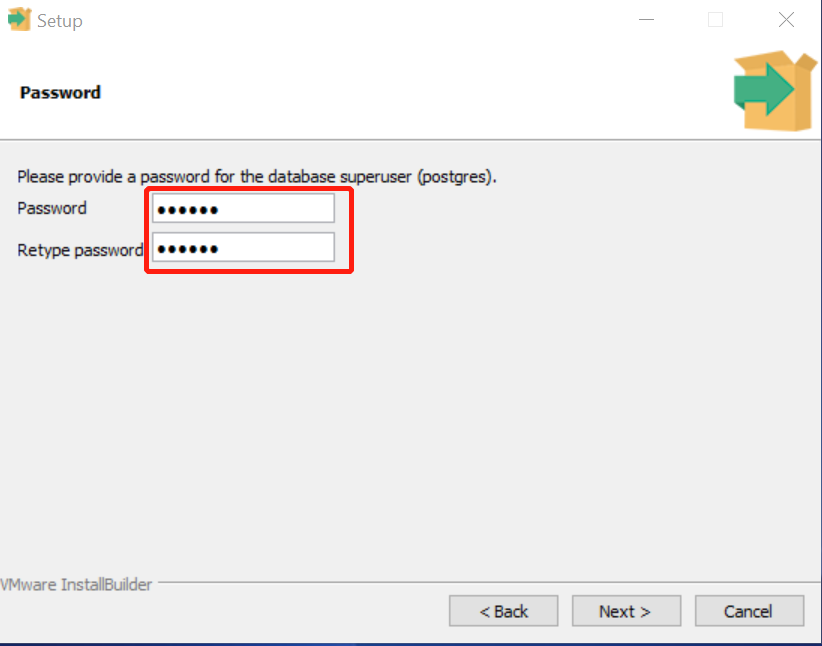 Setup
Password
Please provide a password for the database superuser (postgres).
Password ••••••
Retype password ••••••
VMware InstallBuilder
< Back Next > Cancel